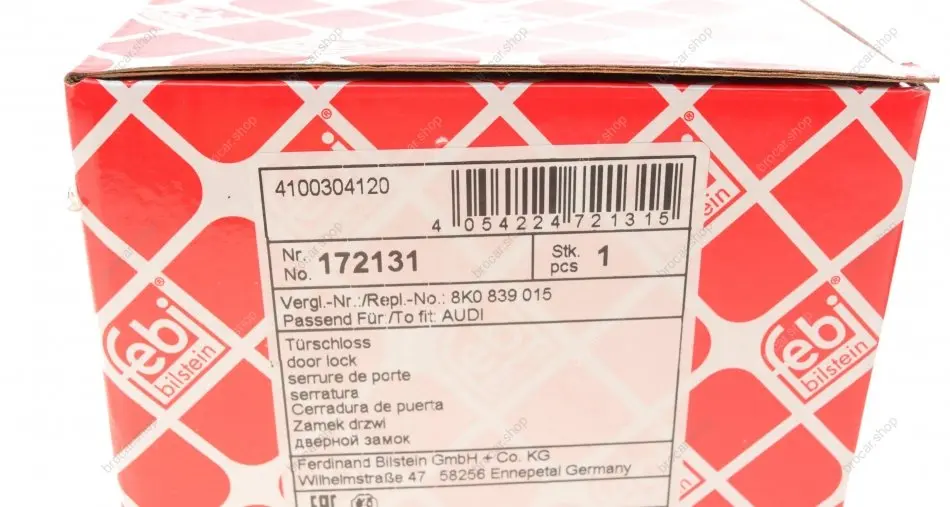 4100304120
4 054224 721315
Nr.
No. 172131
Stk.
pcs 1
Vergl.-Nr.:/Repl.-No.: 8K0 839 015
Passend Für/To fit: AUDI
Türschloss
door lock
serrure de porte
serratura
Cerradura de puerta
Zamek drzwi
дверной замок
Ferdinand Bilstein GmbH + Co. KG
Wilhelmstraße 47 58256 Ennepetal Germany
EAC
febi
bilstein
febi
bilstein
ein
brocar.shop